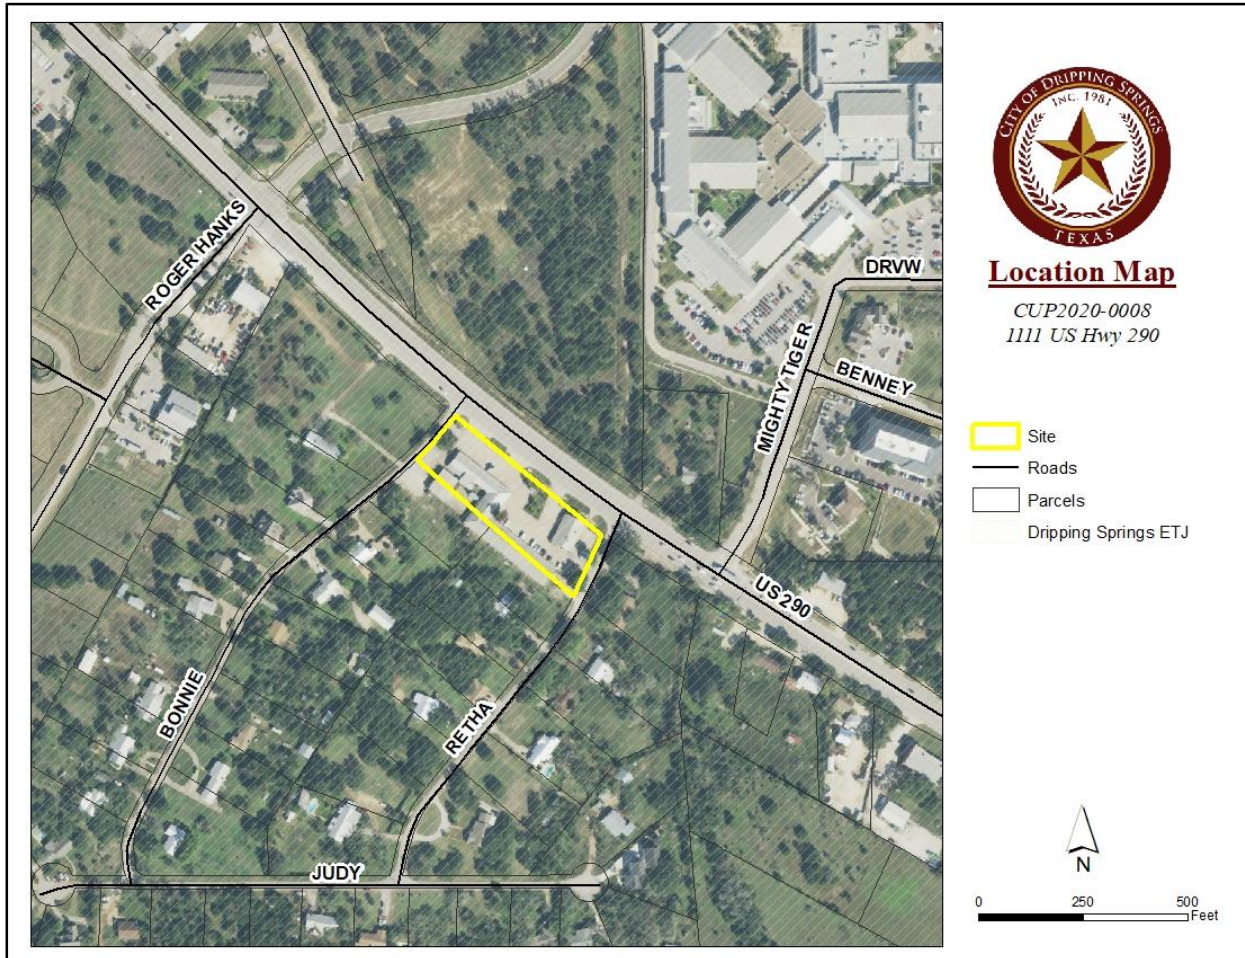 CITY OF DRIPPING SPRINGS
INC. 1981
TEXAS
Location Map
CUP2020-0008
1111 US Hwy 290
Site
Roads
Parcels
Dripping Springs ETJ
ROGER HANKS
DRVW
MIGHTY TIGER
BENNEY
US 290
BONNIE
RETHA
JUDY
N
0 250 500
Feet